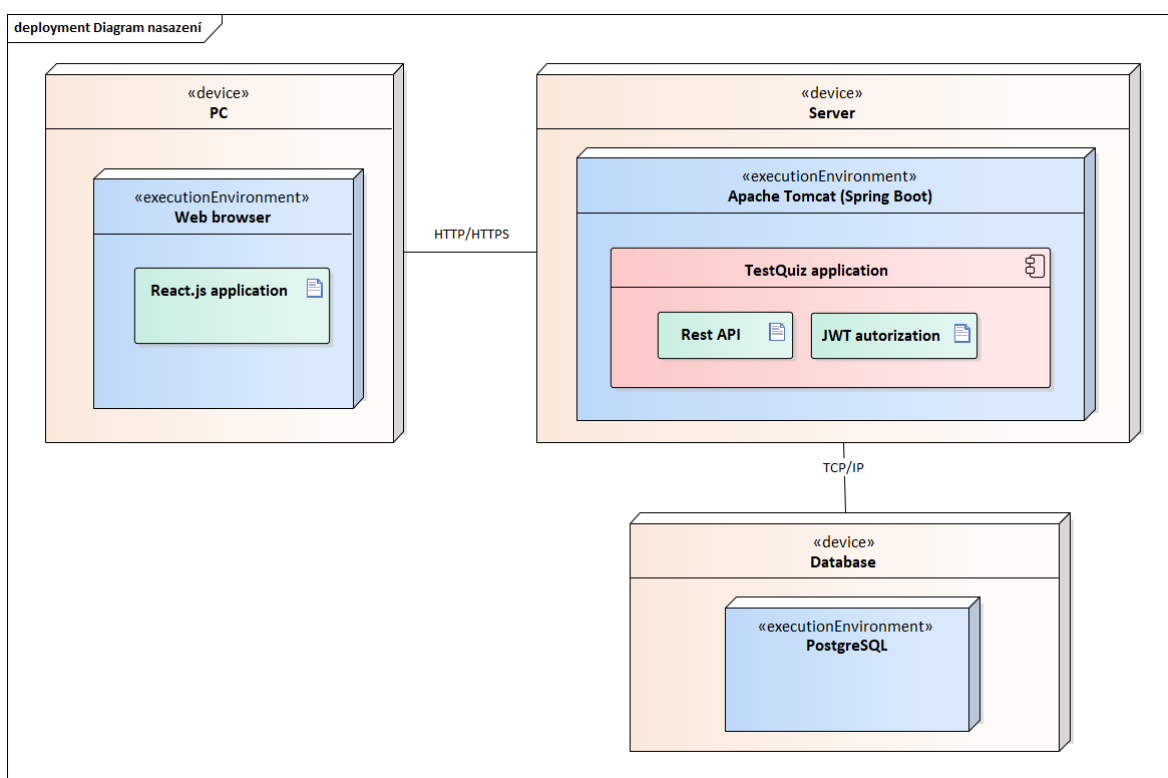 deployment Diagram nasazení
«device»
PC
«executionEnvironment»
Web browser
React.js application
HTTP/HTTPS
«device»
Server
«executionEnvironment»
Apache Tomcat (Spring Boot)
TestQuiz application
Rest API
JWT autorization
TCP/IP
«device»
Database
«executionEnvironment»
PostgreSQL